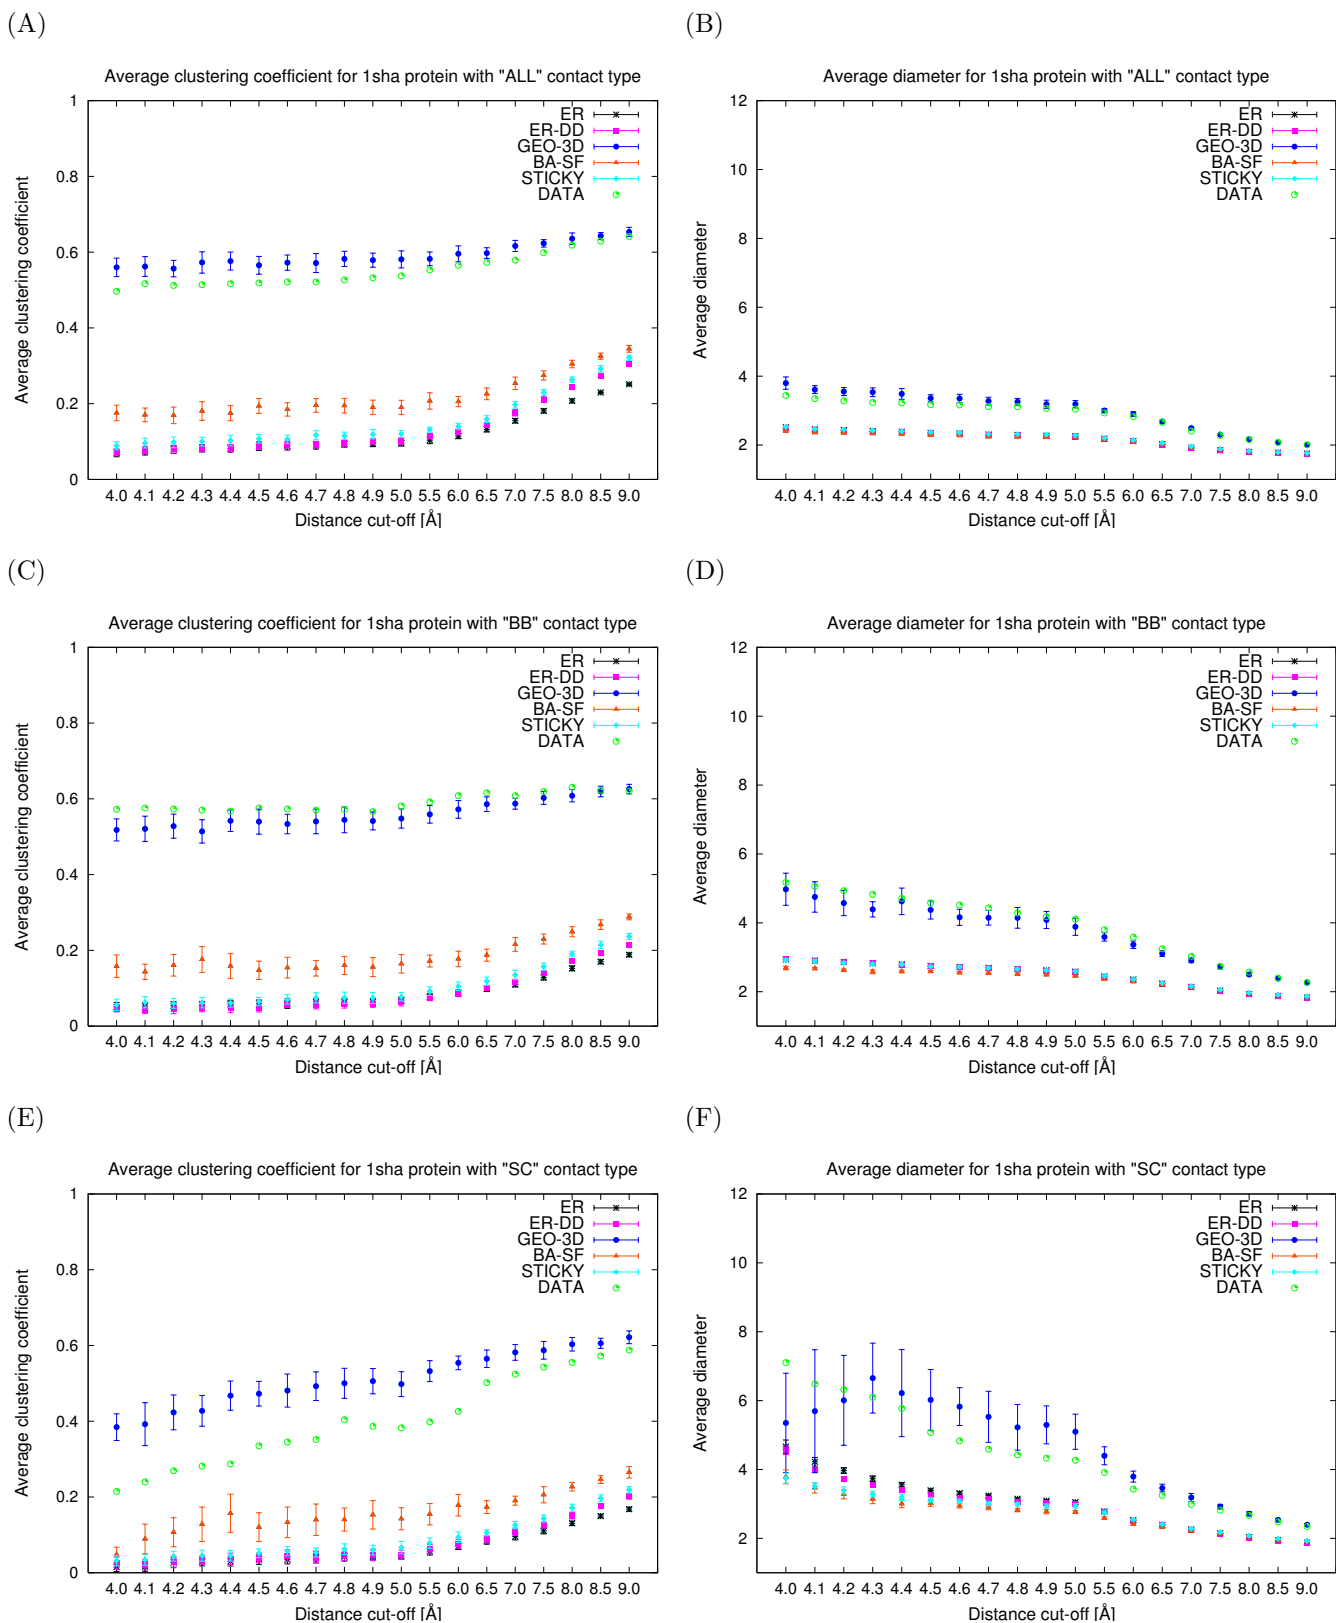 (A)
Average clustering coefficient for 1sha protein with "ALL" contact type
Average clustering coefficient
1
0.8
0.6
0.4
0.2
0
ER
ER-DD
GEO-3D
BA-SF
STICKY
DATA
4.0 4.1 4.2 4.3 4.4 4.5 4.6 4.7 4.8 4.9 5.0 5.5 6.0 6.5 7.0 7.5 8.0 8.5 9.0
Distance cut-off [Å]
(B)
Average diameter for 1sha protein with "ALL" contact type
Average diameter
12
10
8
6
4
2
ER
ER-DD
GEO-3D
BA-SF
STICKY
DATA
4.0 4.1 4.2 4.3 4.4 4.5 4.6 4.7 4.8 4.9 5.0 5.5 6.0 6.5 7.0 7.5 8.0 8.5 9.0
Distance cut-off [Å]
(C)
Average clustering coefficient for 1sha protein with "BB" contact type
Average clustering coefficient
1
0.8
0.6
0.4
0.2
0
ER
ER-DD
GEO-3D
BA-SF
STICKY
DATA
4.0 4.1 4.2 4.3 4.4 4.5 4.6 4.7 4.8 4.9 5.0 5.5 6.0 6.5 7.0 7.5 8.0 8.5 9.0
Distance cut-off [Å]
(D)
Average diameter for 1sha protein with "BB" contact type
Average diameter
12
10
8
6
4
2
ER
ER-DD
GEO-3D
BA-SF
STICKY
DATA
4.0 4.1 4.2 4.3 4.4 4.5 4.6 4.7 4.8 4.9 5.0 5.5 6.0 6.5 7.0 7.5 8.0 8.5 9.0
Distance cut-off [Å]
(E)
Average clustering coefficient for 1sha protein with "SC" contact type
Average clustering coefficient
1
0.8
0.6
0.4
0.2
0
ER
ER-DD
GEO-3D
BA-SF
STICKY
DATA
4.0 4.1 4.2 4.3 4.4 4.5 4.6 4.7 4.8 4.9 5.0 5.5 6.0 6.5 7.0 7.5 8.0 8.5 9.0
Distance cut-off [Å]
(F)
Average diameter for 1sha protein with "SC" contact type
Average diameter
12
10
8
6
4
2
ER
ER-DD
GEO-3D
BA-SF
STICKY
DATA
4.0 4.1 4.2 4.3 4.4 4.5 4.6 4.7 4.8 4.9 5.0 5.5 6.0 6.5 7.0 7.5 8.0 8.5 9.0
Distance cut-off [Å]